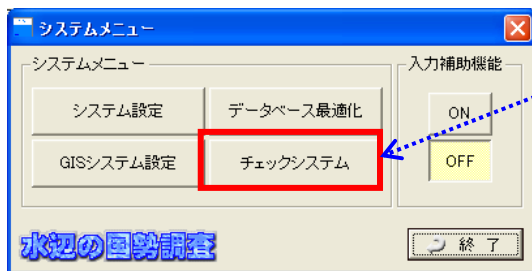 システムメニュー
システムメニュー
入力補助機能
システム設定
データベース最適化
ON
GISシステム設定
チェックシステム
OFF
水辺の国勢調査
終 了